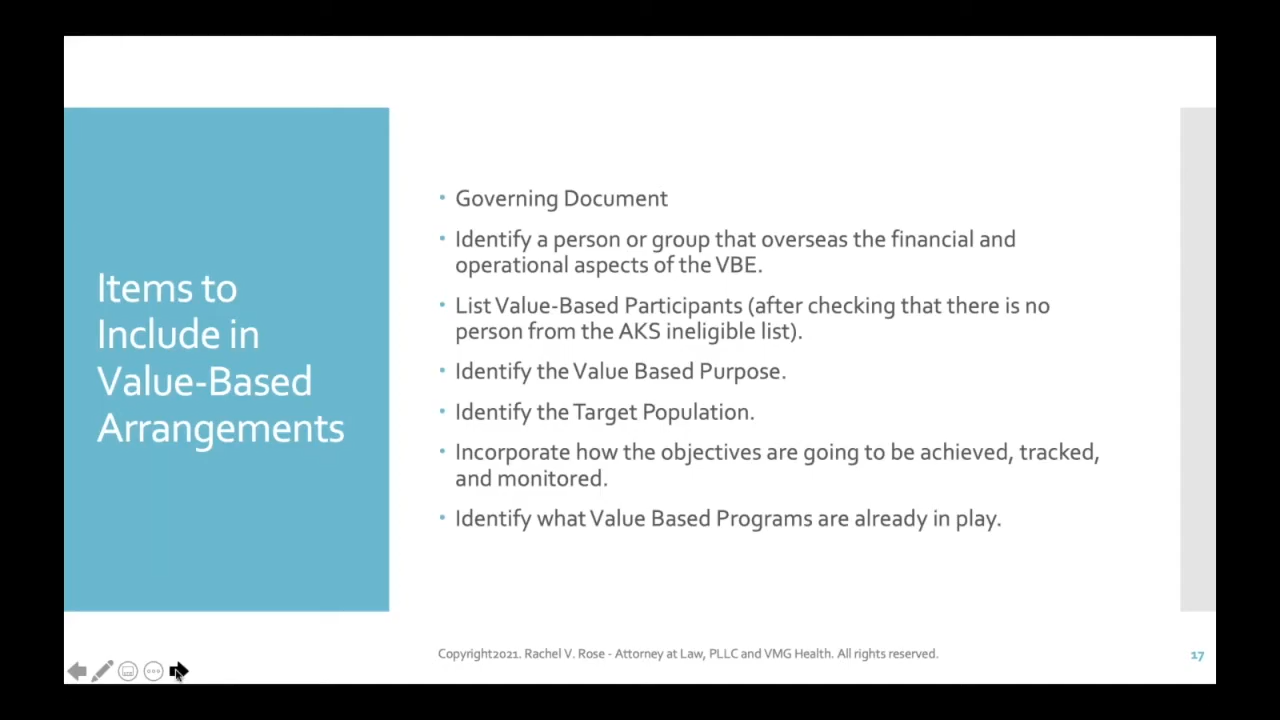 Items to
Include in
Value-Based
Arrangements
• Governing Document
• Identify a person or group that overseas the financial and
operational aspects of the VBE.
• List Value-Based Participants (after checking that there is no
person from the AKS ineligible list).
• Identify the Value Based Purpose.
• Identify the Target Population.
• Incorporate how the objectives are going to be achieved, tracked,
and monitored.
• Identify what Value Based Programs are already in play.
Copyright2021. Rachel V. Rose - Attorney at Law, PLLC and VMG Health. All rights reserved.
17